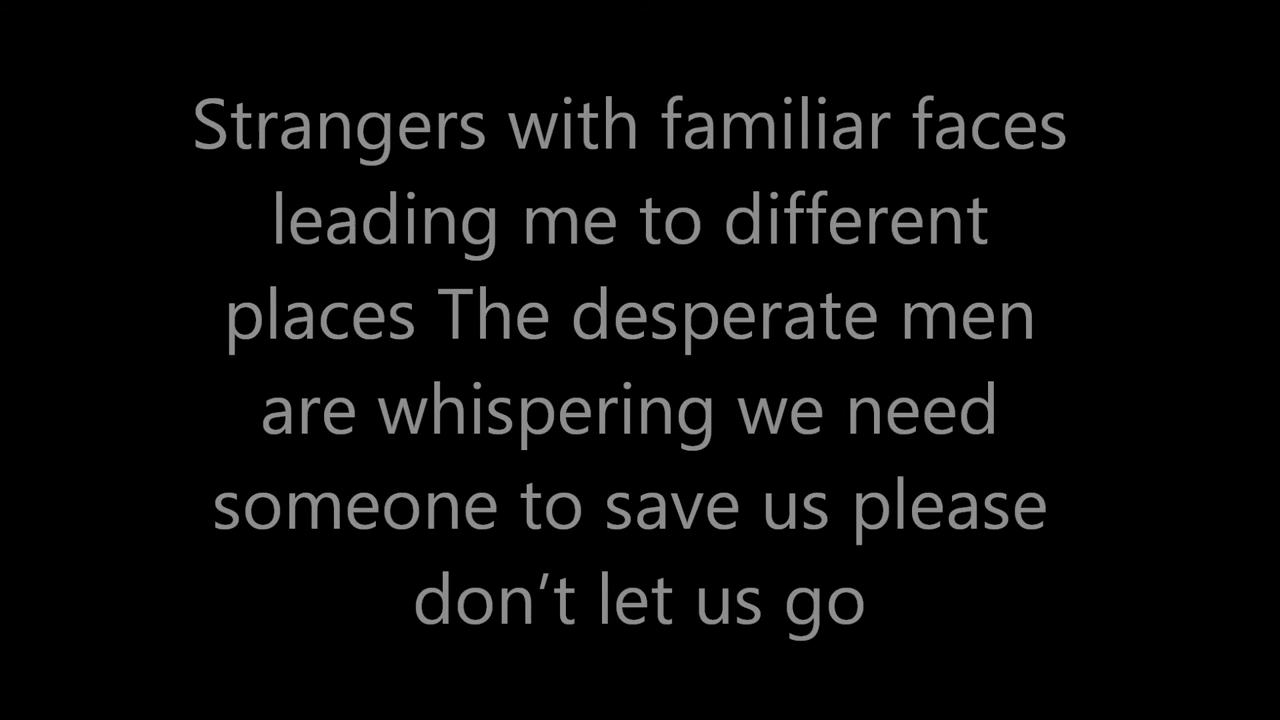 Strangers with familiar faces
leading me to different
places The desperate men
are whispering we need
someone to save us please
don’t let us go